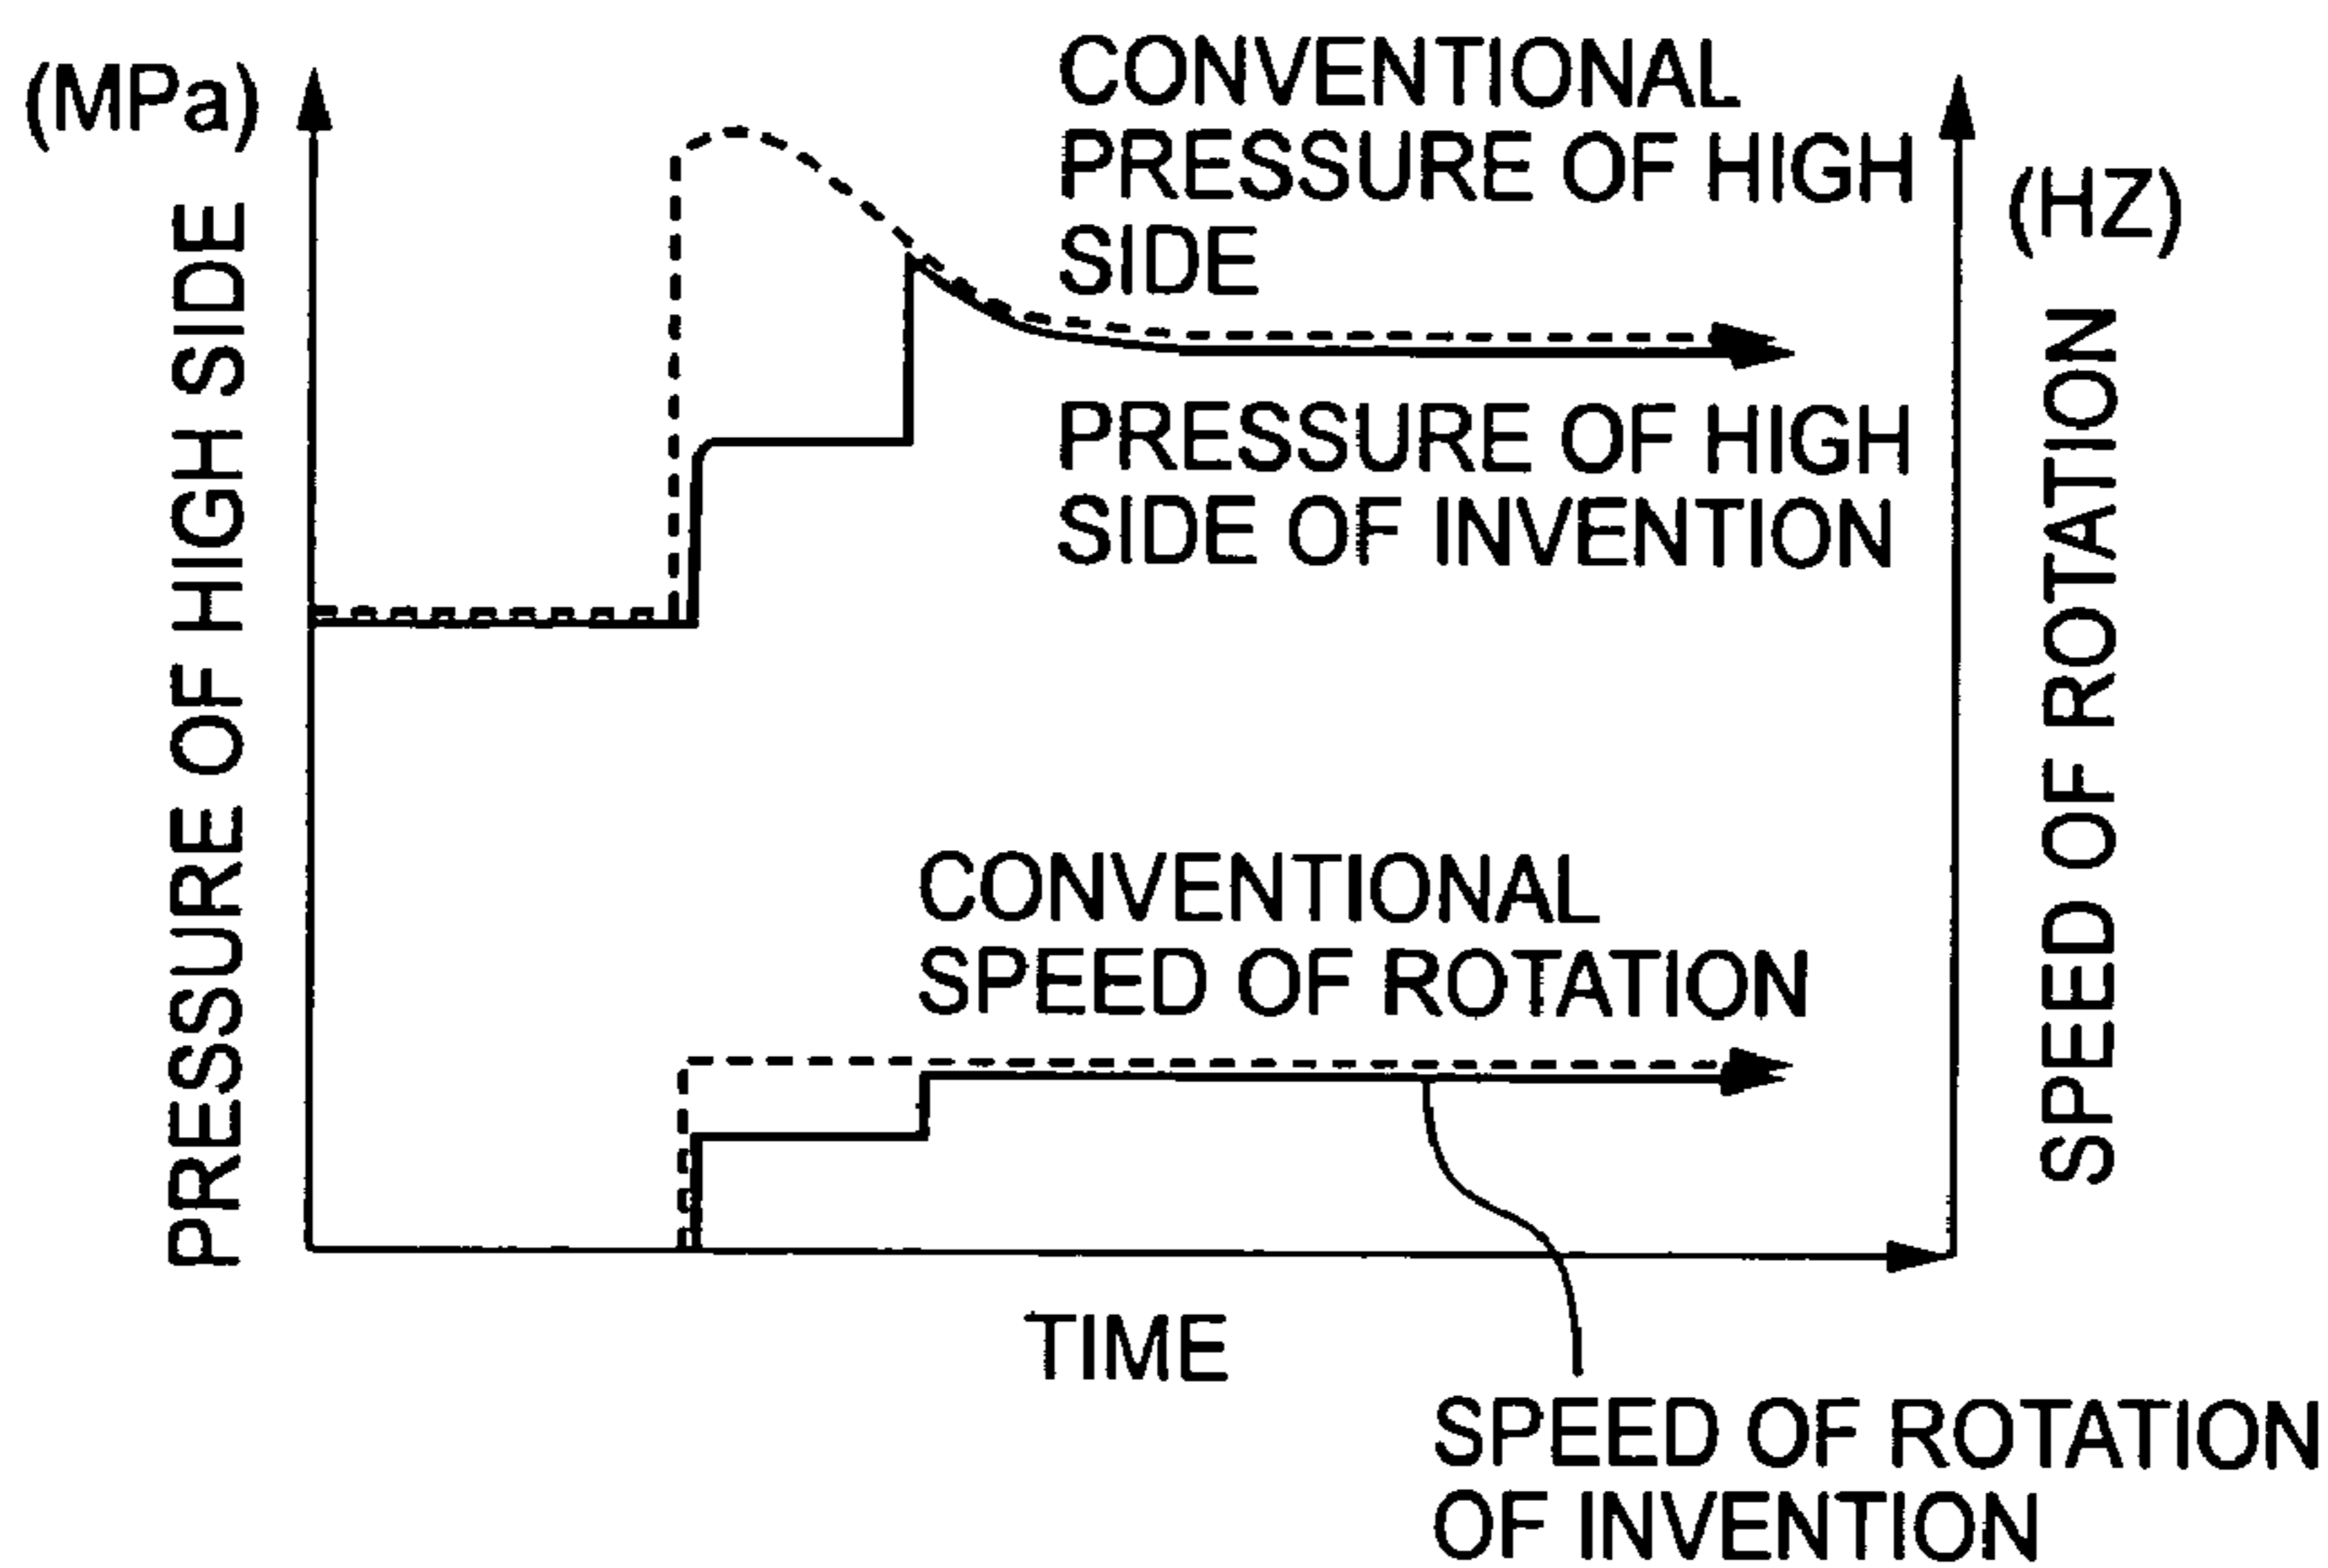 (MPa)
PRESSURE OF HIGH SIDE
CONVENTIONAL
PRESSURE OF HIGH
SIDE
PRESSURE OF HIGH
SIDE OF INVENTION
(HZ)
SPEED OF ROTATION
CONVENTIONAL
SPEED OF ROTATION
TIME
SPEED OF ROTATION
OF INVENTION